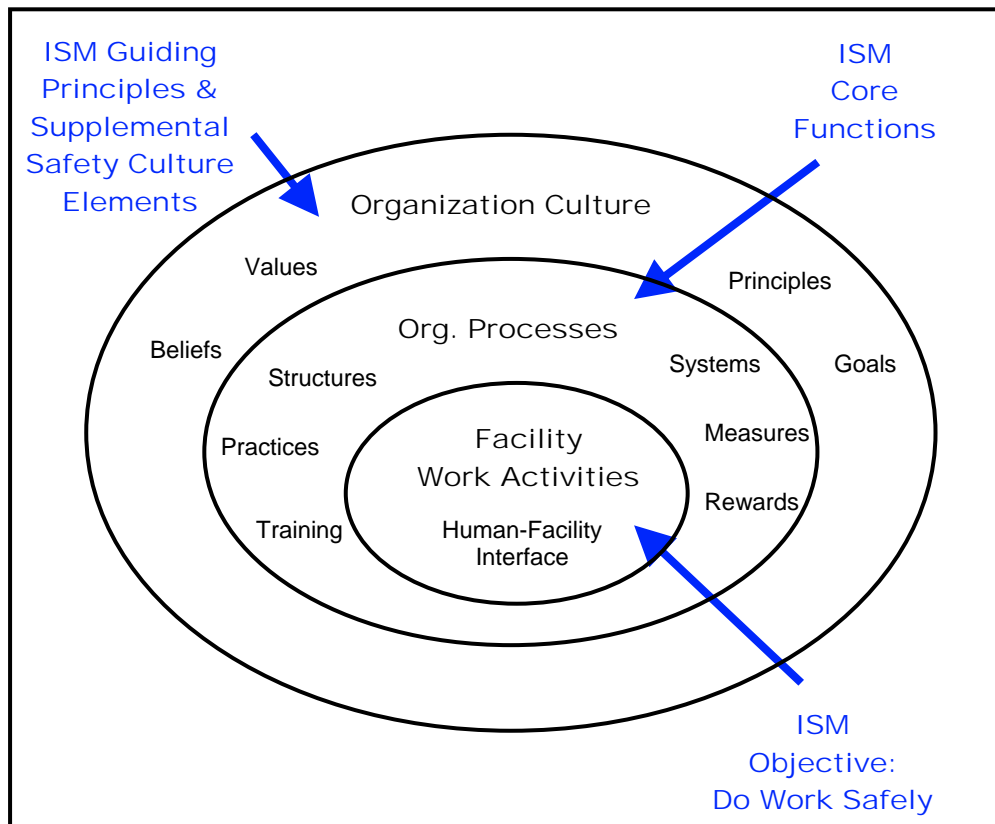 ISM Guiding
Principles &
Supplemental
Safety Culture
Elements
ISM
Core
Functions
Organization Culture
Values
Principles
Beliefs
Goals
Org. Processes
Structures
Systems
Practices
Measures
Training
Rewards
Facility
Work Activities
Human-Facility
Interface
ISM
Objective:
Do Work Safely